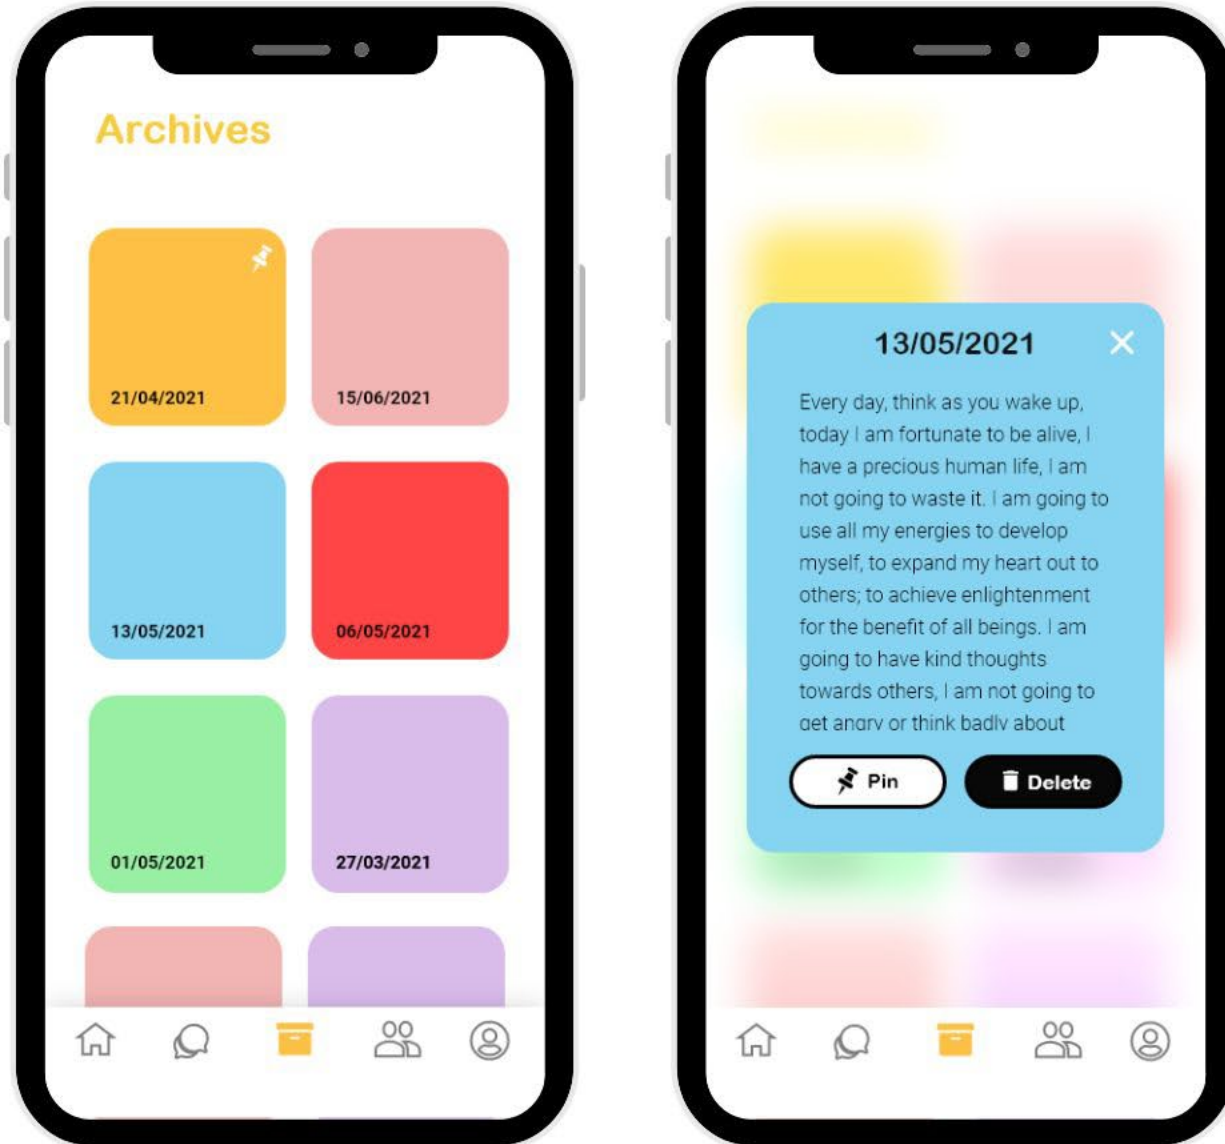 Archives
21/04/2021
15/06/2021
13/05/2021
06/05/2021
01/05/2021
27/03/2021
13/05/2021
Every day, think as you wake up,
today I am fortunate to be alive, I
have a precious human life, I am
not going to waste it. I am going to
use all my energies to develop
myself, to expand my heart out to
others; to achieve enlightenment
for the benefit of all beings. I am
going to have kind thoughts
towards others, I am not going to
get angry or think badly about
Pin
Delete